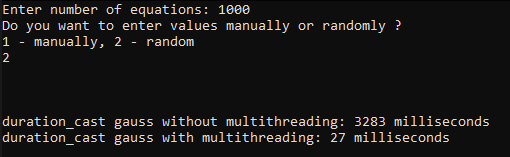 Enter number of equations: 1000
Do you want to enter values manually or randomly ?
1 - manually, 2 - random
2
duration_cast gauss without multithreading: 3283 milliseconds
duration_cast gauss with multithreading: 27 milliseconds